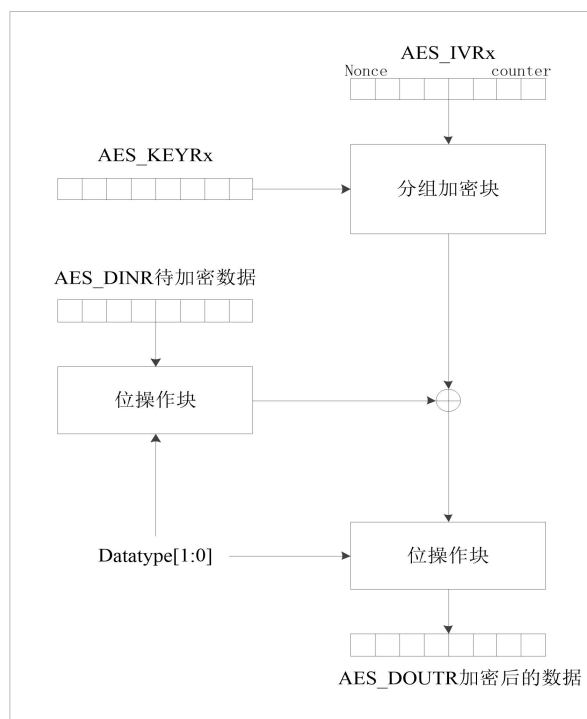 AES_IVRx
Nonce counter
AES_KEYRx
分组加密块
AES_DINR待加密数据
位操作块
Datatype[1:0]
位操作块
AES_DOUTR加密后的数据